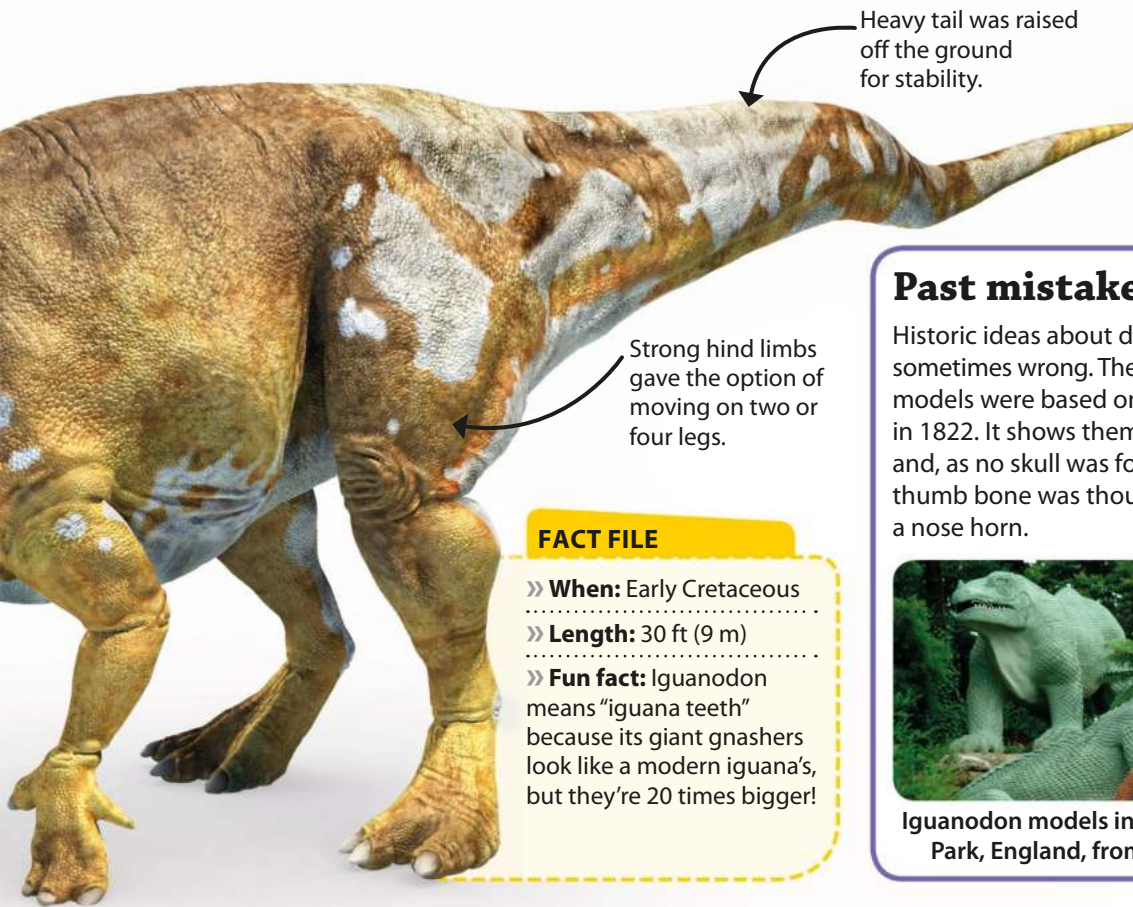 Heavy tail was raised
off the ground
for stability.
Strong hind limbs
gave the option of
moving on two or
four legs.
FACT FILE
» When: Early Cretaceous
» Length: 30 ft (9 m)
» Fun fact: Iguanodon
means “iguana teeth”
because its giant gnashers
look like a modern iguana’s,
but they’re 20 times bigger!
Past mistake
Historic ideas about d
sometimes wrong. The
models were based on
in 1822. It shows them
and, as no skull was fo
thumb bone was thou
a nose horn.
Iguanodon models in
Park, England, from